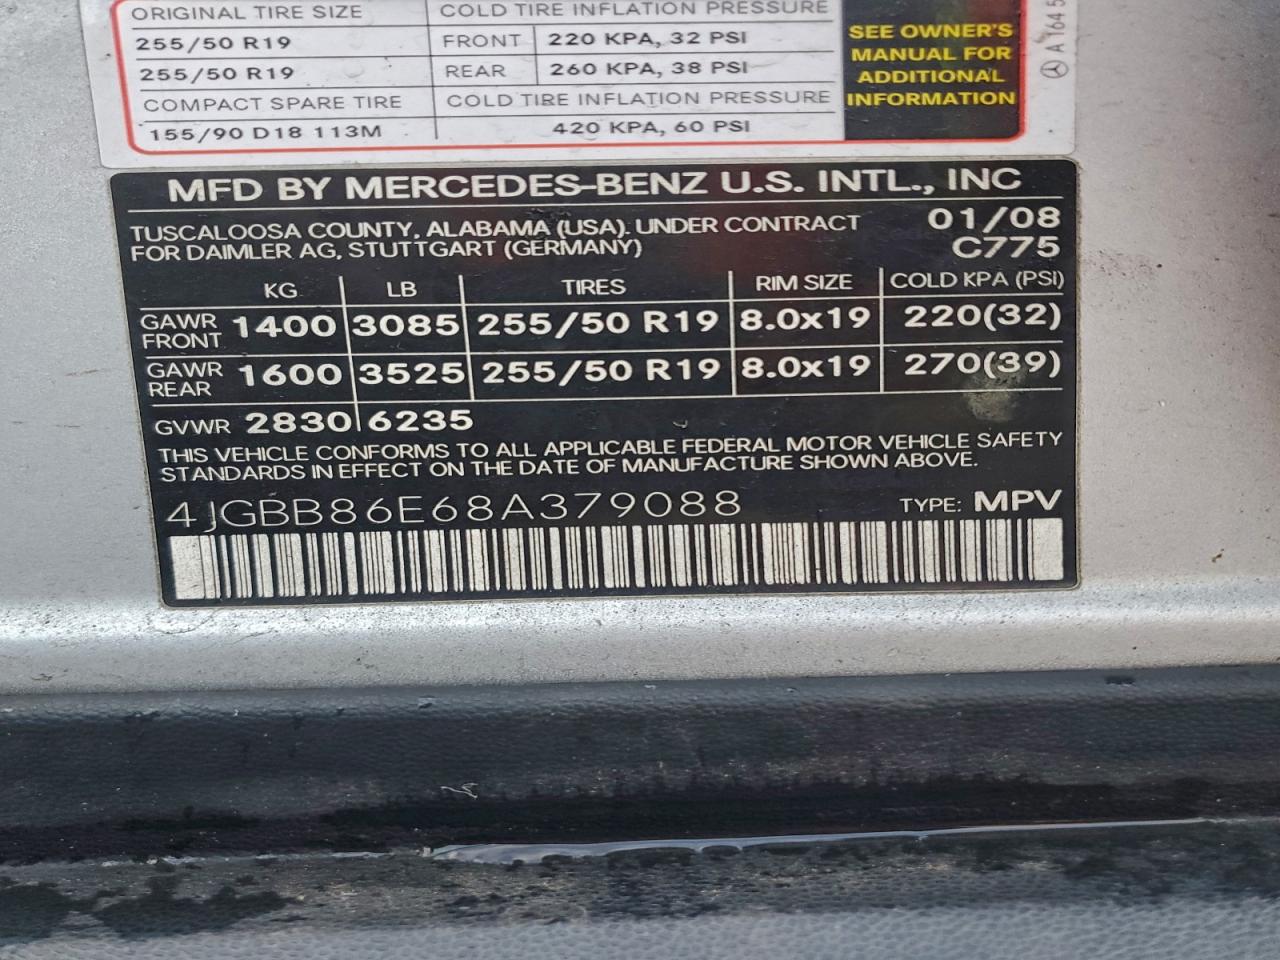 ORIGINAL TIRE SIZE COLD TIRE INFLATION PRESSURE
255/50 R19 FRONT 220 KPA, 32 PSI
255/50 R19 REAR 260 KPA, 38 PSI
COMPACT SPARE TIRE COLD TIRE INFLATION PRESSURE
155/90 D18 113M 420 KPA, 60 PSI
SEE OWNER'S
MANUAL FOR
ADDITIONAL
INFORMATION
A 164 5
MFD BY MERCEDES-BENZ U.S. INTL., INC
TUSCALOOSA COUNTY, ALABAMA (USA). UNDER CONTRACT 01/08
FOR DAIMLER AG, STUTTGART (GERMANY) C775
KG LB TIRES RIM SIZE COLD KPA (PSI)
GAWR FRONT 1400 3085 255/50 R19 8.0x19 220(32)
GAWR REAR 1600 3525 255/50 R19 8.0x19 270(39)
GVWR 2830 6235
THIS VEHICLE CONFORMS TO ALL APPLICABLE FEDERAL MOTOR VEHICLE SAFETY
STANDARDS IN EFFECT ON THE DATE OF MANUFACTURE SHOWN ABOVE.
4JGBB86E68A379088 TYPE: MPV